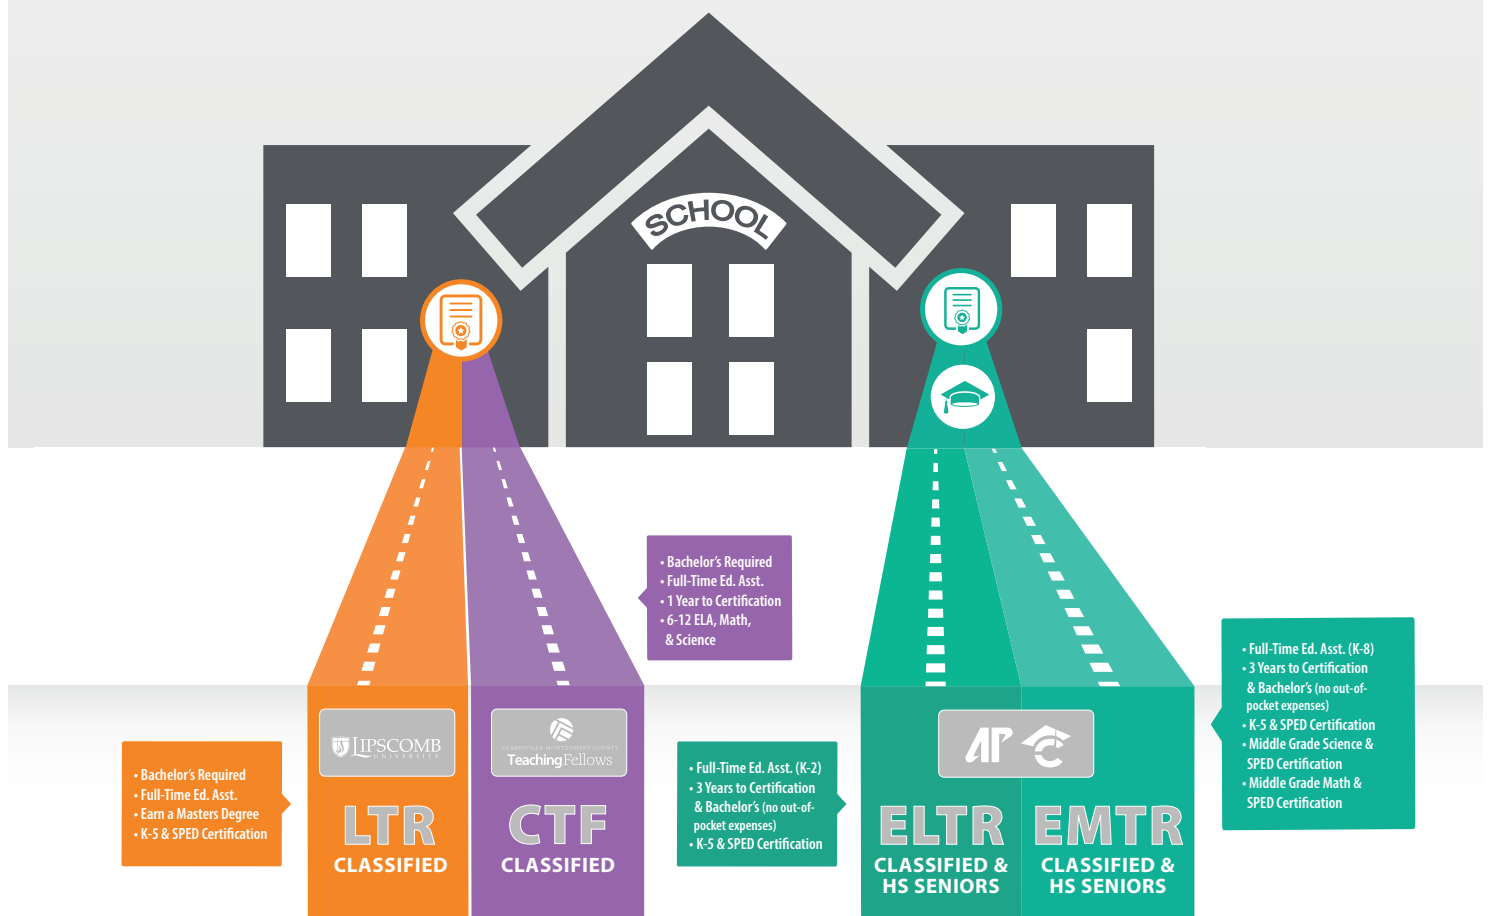 SCHOOL
• Bachelor's Required
• Full-Time Ed. Asst.
• 1 Year to Certification
• 6-12 ELA, Math,
& Science
• Full-Time Ed. Asst. (K-8)
• 3 Years to Certification
& Bachelor's (no out-of-
pocket expenses)
• K-5 & SPED Certification
• Middle Grade Science &
SPED Certification
• Middle Grade Math &
SPED Certification
• Bachelor's Required
• Full-Time Ed. Asst.
• Earn a Masters Degree
• K-5 & SPED Certification
LIPSCOMB
UNIVERSITY
LTR
CLASSIFIED
CLARKSVILLE-MONTGOMERY COUNTY
TeachingFellows
CTF
CLASSIFIED
• Full-Time Ed. Asst. (K-2)
• 3 Years to Certification
& Bachelor's (no out-of-
pocket expenses)
• K-5 & SPED Certification
AP
ELTR
CLASSIFIED &
HS SENIORS
EMTR
CLASSIFIED &
HS SENIORS